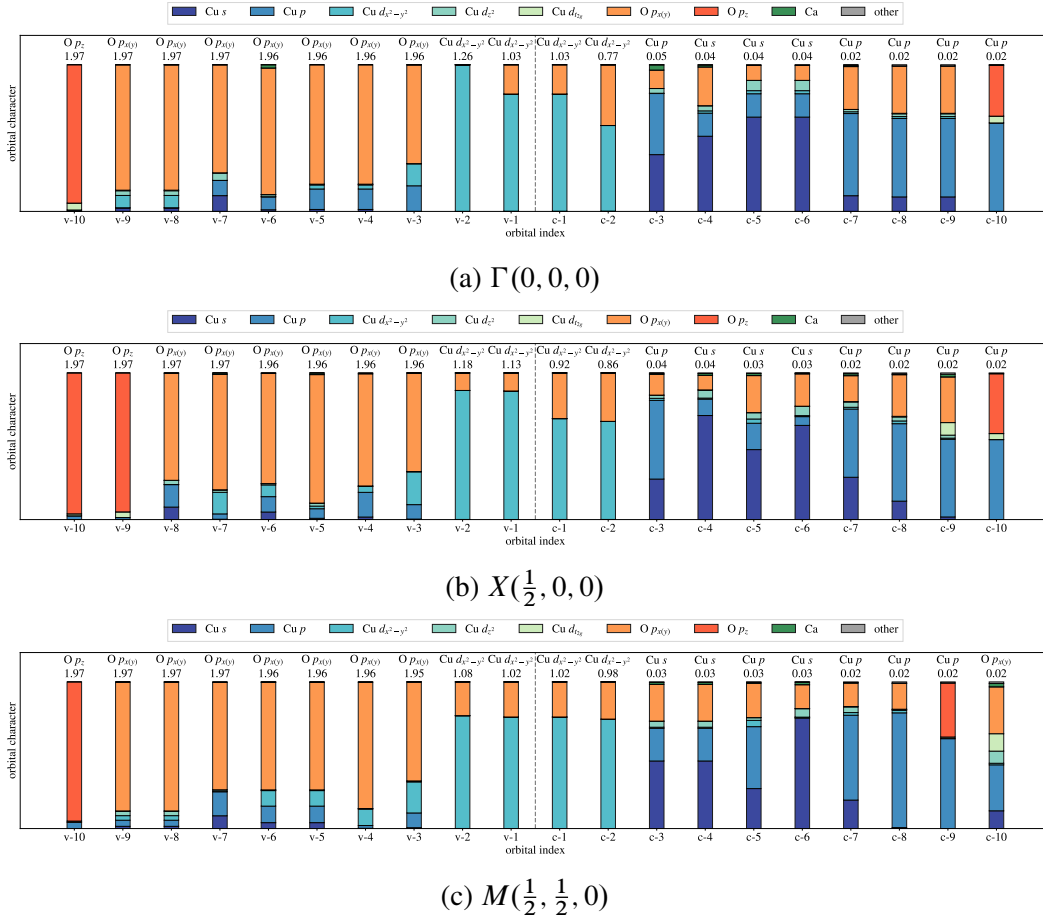 Cu s Cu p Cu d_{x²−y²} Cu d_{z²} Cu d_{t2g} O p_{x(y)} O p_z Ca other
O p_z O p_{x(y)} O p_{x(y)} O p_{x(y)} O p_{x(y)} O p_{x(y)} O p_{x(y)} O p_{x(y)} Cu d_{x²−y²} Cu d_{x²−y²} Cu d_{x²−y²} Cu d_{x²−y²} Cu p Cu s Cu s Cu s Cu p Cu p Cu p Cu p
1.97 1.97 1.97 1.97 1.96 1.96 1.96 1.96 1.26 1.03 1.03 0.77 0.05 0.04 0.04 0.04 0.02 0.02 0.02 0.02
orbital character
v-10 v-9 v-8 v-7 v-6 v-5 v-4 v-3 v-2 v-1 c-1 c-2 c-3 c-4 c-5 c-6 c-7 c-8 c-9 c-10
orbital index
(a) Γ(0, 0, 0)
Cu s Cu p Cu d_{x²−y²} Cu d_{z²} Cu d_{t2g} O p_{x(y)} O p_z Ca other
O p_z O p_z O p_{x(y)} O p_{x(y)} O p_{x(y)} O p_{x(y)} O p_{x(y)} O p_{x(y)} Cu d_{x²−y²} Cu d_{x²−y²} Cu d_{x²−y²} Cu d_{x²−y²} Cu p Cu s Cu s Cu s Cu p Cu p Cu p Cu p
1.97 1.97 1.97 1.97 1.96 1.96 1.96 1.96 1.18 1.13 0.92 0.86 0.04 0.04 0.03 0.03 0.02 0.02 0.02 0.02
orbital character
v-10 v-9 v-8 v-7 v-6 v-5 v-4 v-3 v-2 v-1 c-1 c-2 c-3 c-4 c-5 c-6 c-7 c-8 c-9 c-10
orbital index
(b) X(1/2, 0, 0)
Cu s Cu p Cu d_{x²−y²} Cu d_{z²} Cu d_{t2g} O p_{x(y)} O p_z Ca other
O p_z O p_{x(y)} O p_{x(y)} O p_{x(y)} O p_{x(y)} O p_{x(y)} O p_{x(y)} O p_{x(y)} Cu d_{x²−y²} Cu d_{x²−y²} Cu d_{x²−y²} Cu d_{x²−y²} Cu s Cu s Cu p Cu s Cu p Cu p Cu p O p_{x(y)}
1.97 1.97 1.97 1.97 1.96 1.96 1.96 1.95 1.08 1.02 1.02 0.98 0.03 0.03 0.03 0.03 0.02 0.02 0.02 0.02
orbital character
v-10 v-9 v-8 v-7 v-6 v-5 v-4 v-3 v-2 v-1 c-1 c-2 c-3 c-4 c-5 c-6 c-7 c-8 c-9 c-10
orbital index
(c) M(1/2, 1/2, 0)